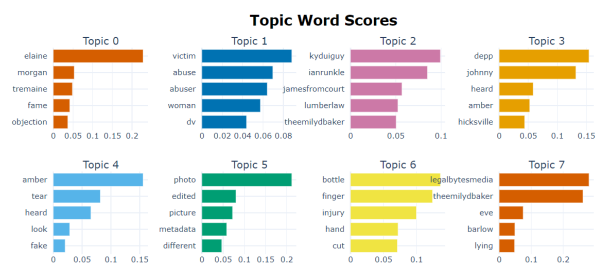 Topic Word Scores
Topic 0
Topic 1
Topic 2
Topic 3
elaine
morgan
tremaine
fame
objection
0 0.05 0.1 0.15 0.2
victim
abuse
abuser
woman
dv
0 0.02 0.04 0.06 0.08
kyduiguy
ianrunkle
jamesfromcourt
lumberlaw
theemilydbaker
0 0.05 0.1
depp
johnny
heard
amber
hicksville
0 0.05 0.1 0.15
Topic 4
Topic 5
Topic 6
Topic 7
amber
tear
heard
look
fake
0 0.05 0.1 0.15
photo
edited
picture
metadata
different
0 0.05 0.1 0.15 0.2
bottle
finger
injury
hand
cut
0 0.05 0.1
legalbytesmedia
theemilydbaker
eve
barlow
lying
0 0.1 0.2